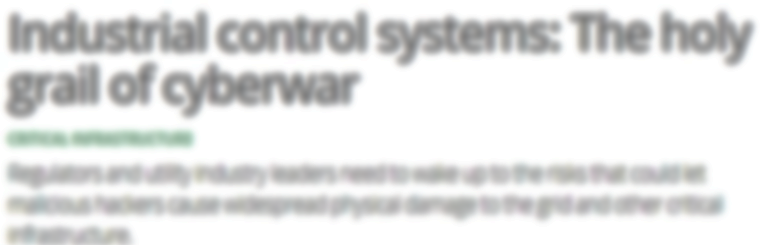 Industrial control systems: The holy
grail of cyberwar
CRITICAL INFRASTRUCTURE
Regulators and utility industry leaders need to wake up to the risks that could let
malicious hackers cause widespread physical damage to the grid and other critical
infrastructure.